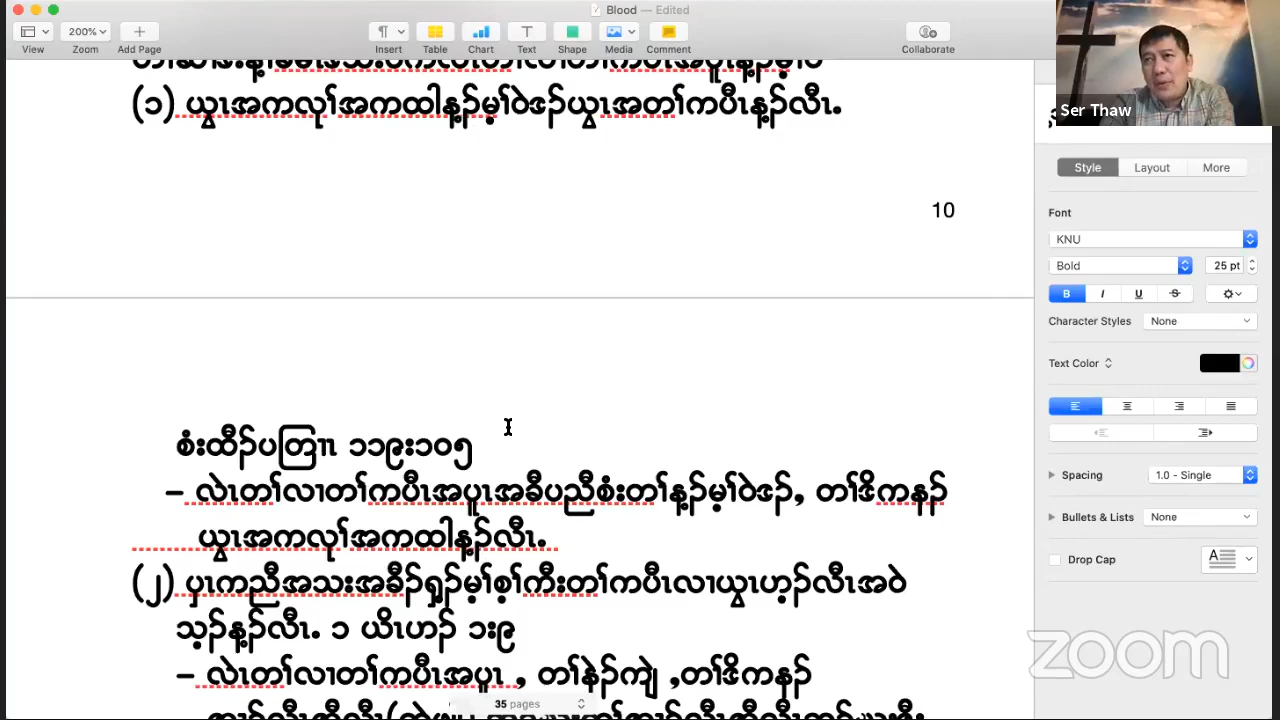 Blood — Edited
View
200%
Zoom
Add Page
Insert
Table
Chart
Text
Shape
Media
Comment
Collaborate
Ser Thaw
(၁) ယွၤအကလုၢ်အကထါန့ၣ်မ့ၢ်ဝဲဒၣ်ယွၤအတၢ်ကပီၤန့ၣ်လီၤ.
10
စံးထီၣ်ပတြၢၤ ၁၁၉း၁၀၅
– လဲၤတၢ်လၢတၢ်ကပီၤအပူၤအခီပညီစံးတၢ်န့ၣ်မ့ၢ်ဝဲဒၣ်, တၢ်ဒိကနၣ်
ယွၤအကလုၢ်အကထါန့ၣ်လီၤ.
(၂) ပှၤကညီအသးအခီၣ်ရှုၣ်မ့ၢ်စ့ၢ်ကီးတၢ်ကပီၤလၢယွၤဟ့ၣ်လီၤအဝဲ
သ့ၣ်န့ၣ်လီၤ. ၁ ယိၤဟၣ် ၁း၉
– လဲၤတၢ်လၢတၢ်ကပီၤအပူၤ , တၢ်နဲၣ်ကျဲ ,တၢ်ဒိကနၣ်
35 pages
Style
Layout
More
Font
KNU
Bold
25 pt
B I U S
Character Styles
None
Text Color
Spacing
1.0 - Single
Bullets & Lists
None
Drop Cap
A
zoom